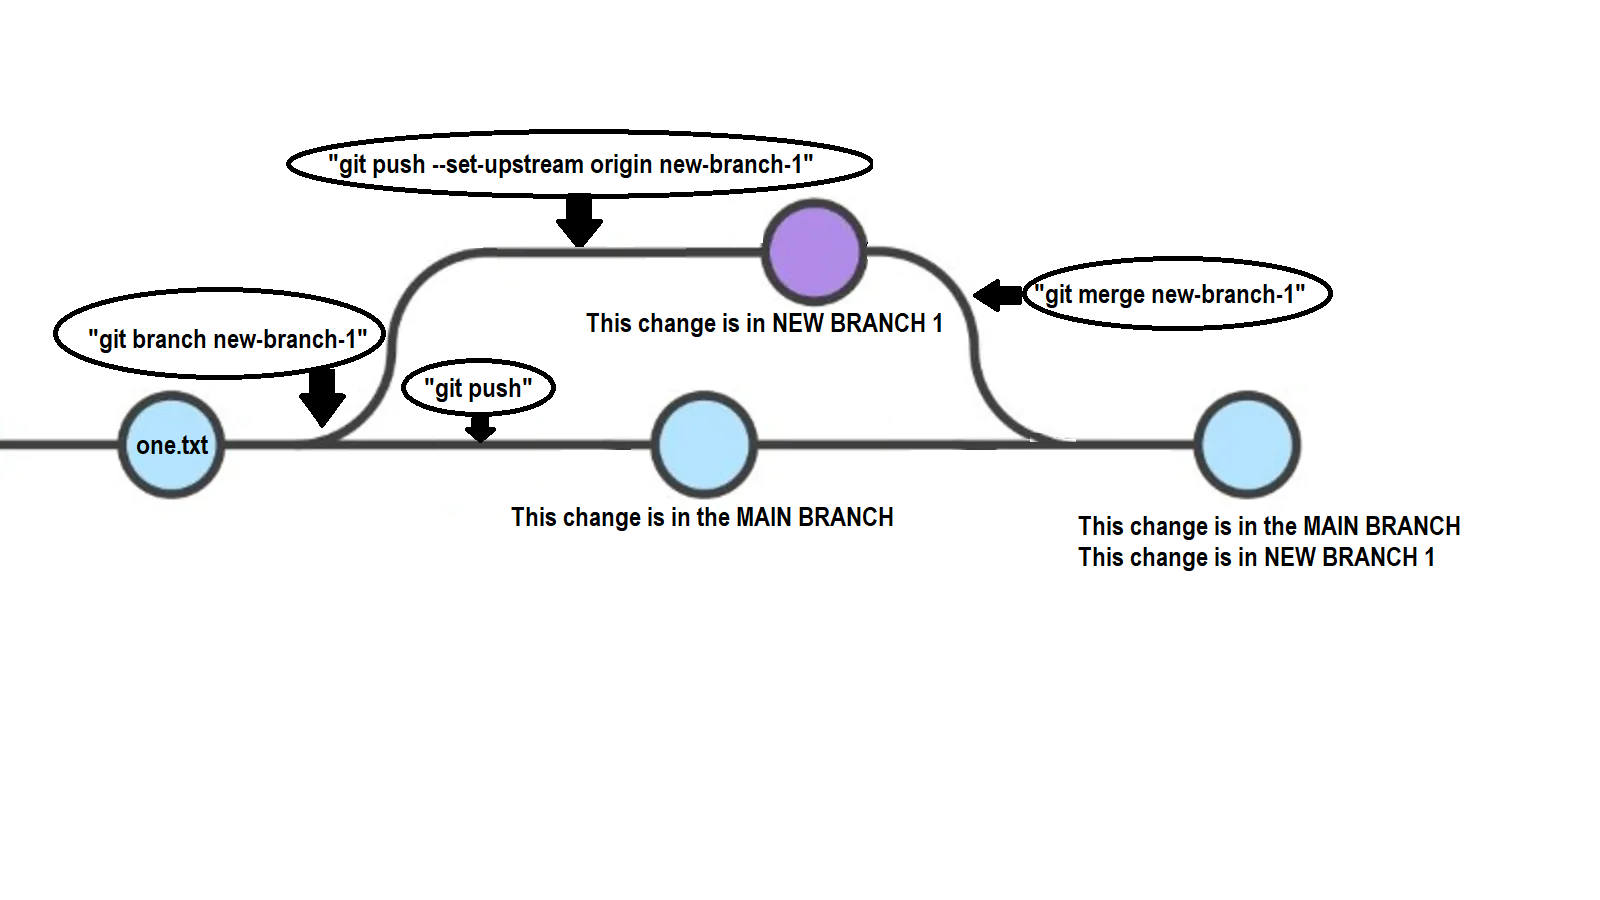 "git push --set-upstream origin new-branch-1"
"git merge new-branch-1"
This change is in NEW BRANCH 1
"git branch new-branch-1"
"git push"
one.txt
This change is in the MAIN BRANCH
This change is in the MAIN BRANCH
This change is in NEW BRANCH 1